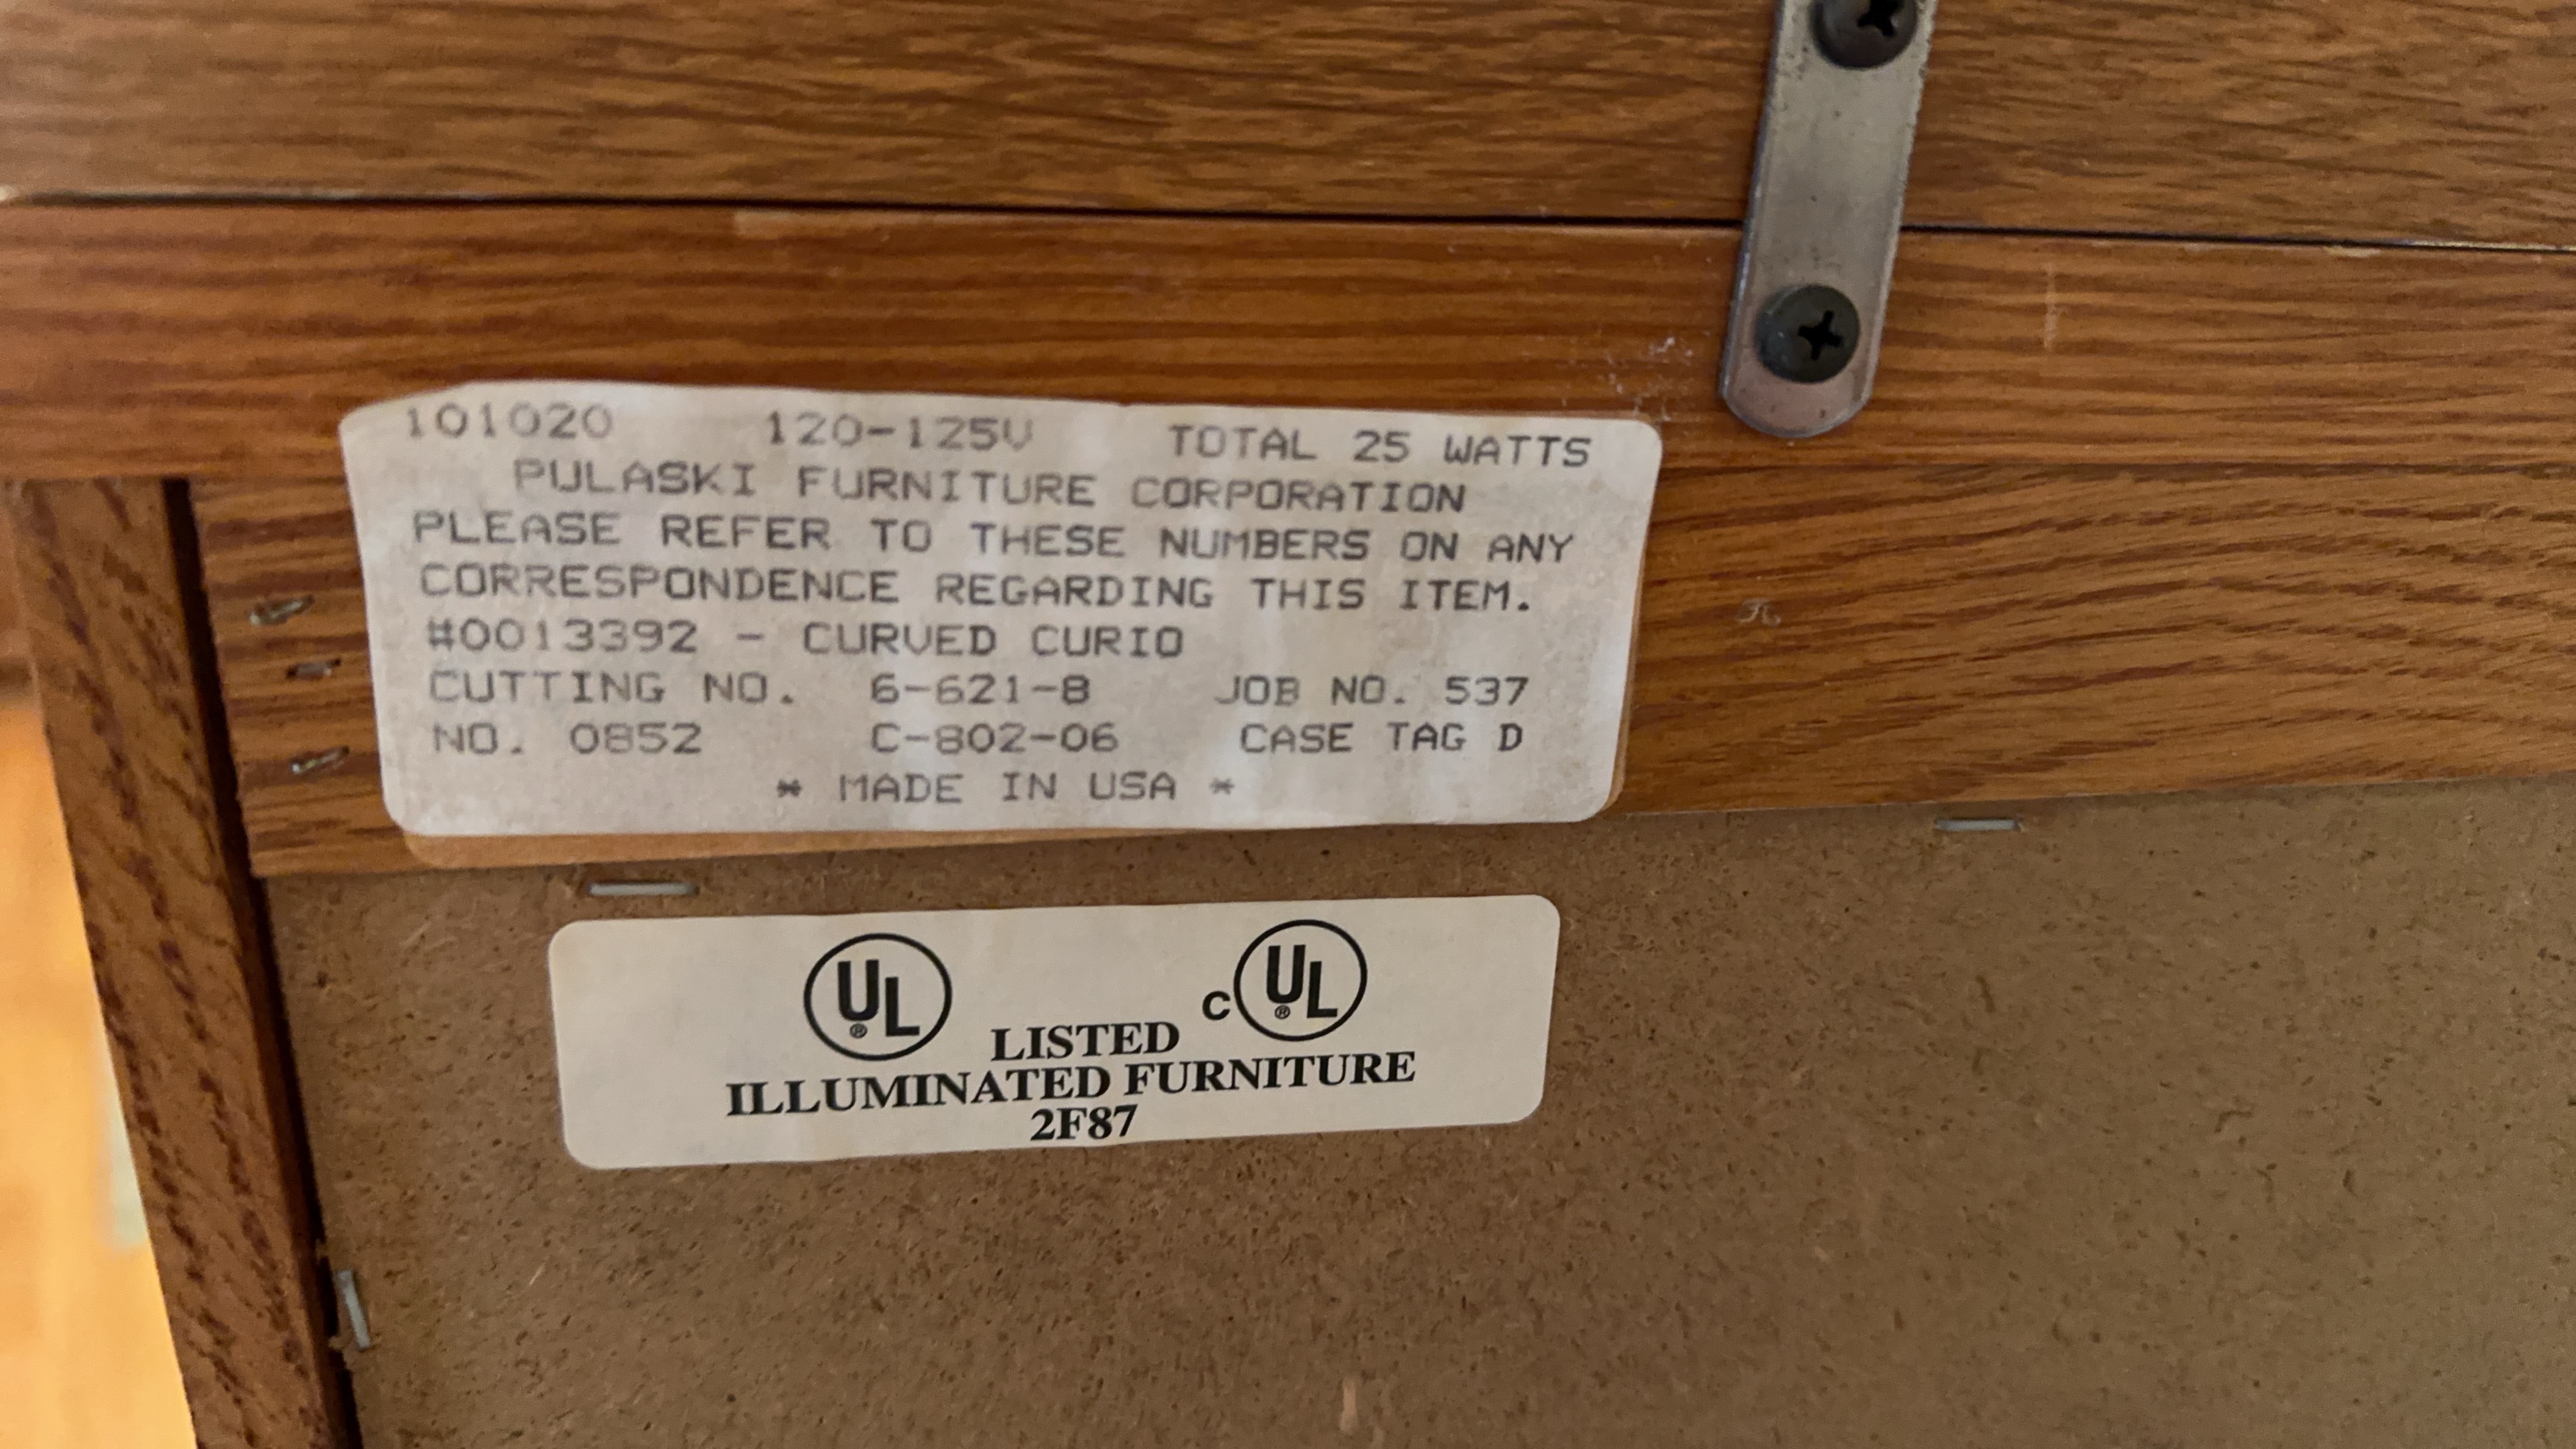 101020 120-125V TOTAL 25 WATTS
PULASKI FURNITURE CORPORATION
PLEASE REFER TO THESE NUMBERS ON ANY
CORRESPONDENCE REGARDING THIS ITEM.
#0013392 - CURVED CURIO
CUTTING NO. 6-621-8 JOB NO. 537
NO. 0852 C-802-06 CASE TAG D
* MADE IN USA *
UL® C UL®
LISTED
ILLUMINATED FURNITURE
2F87